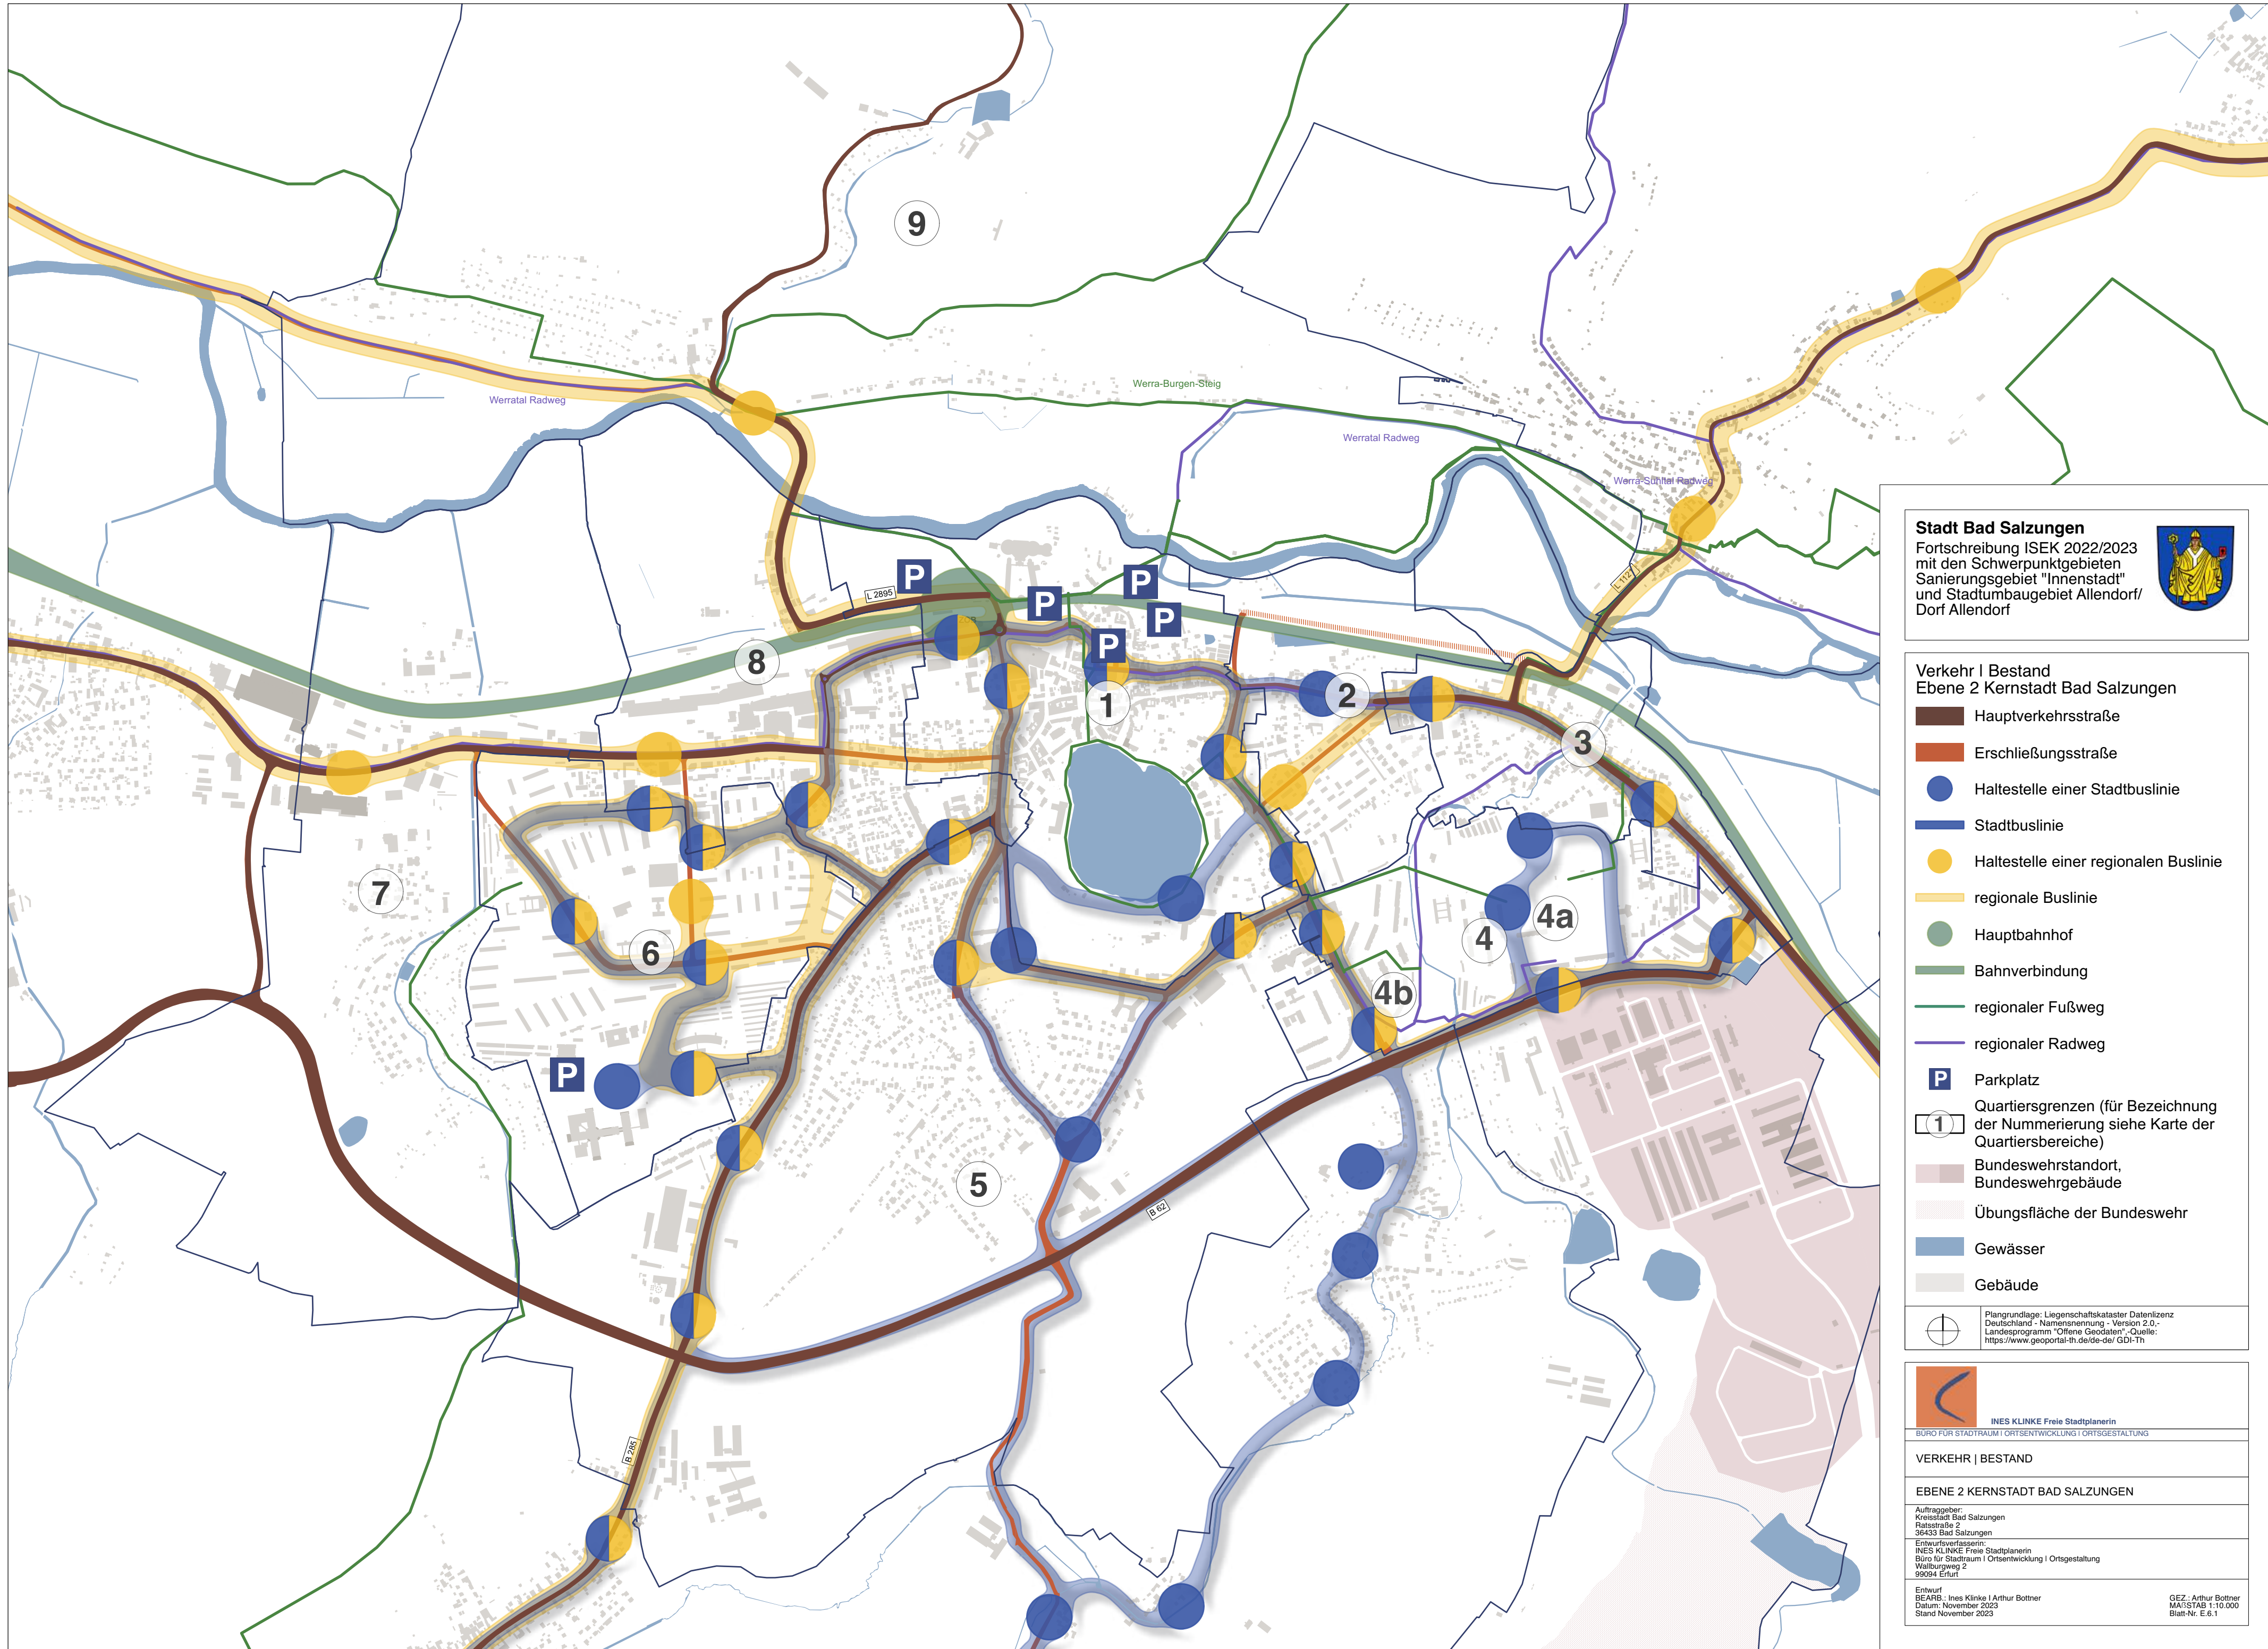 9
Werra-Burgen-Steig
Werratal Radweg
Werratal Radweg
Werra-Suhltal Radweg
P
P
P
P
P
L 2895
L 112
8
1
2
3
7
6
4
4a
4b
P
5
B 62
B 285
Stadt Bad Salzungen
Fortschreibung ISEK 2022/2023
mit den Schwerpunktgebieten
Sanierungsgebiet "Innenstadt"
und Stadtumbaugebiet Allendorf/
Dorf Allendorf
Verkehr I Bestand
Ebene 2 Kernstadt Bad Salzungen
Hauptverkehrsstraße
Erschließungsstraße
Haltestelle einer Stadtbuslinie
Stadtbuslinie
Haltestelle einer regionalen Buslinie
regionale Buslinie
Hauptbahnhof
Bahnverbindung
regionaler Fußweg
regionaler Radweg
P
Parkplatz
1
Quartiersgrenzen (für Bezeichnung
der Nummerierung siehe Karte der
Quartiersbereiche)
Bundeswehrstandort,
Bundeswehrgebäude
Übungsfläche der Bundeswehr
Gewässer
Gebäude
Plangrundlage: Liegenschaftskataster Datenlizenz
Deutschland - Namensnennung - Version 2.0,-
Landesprogramm "Offene Geodaten",-Quelle:
https://www.geoportal-th.de/de-de/ GDI-Th
INES KLINKE Freie Stadtplanerin
BÜRO FÜR STADTRAUM I ORTSENTWICKLUNG I ORTSGESTALTUNG
VERKEHR | BESTAND
EBENE 2 KERNSTADT BAD SALZUNGEN
Auftraggeber:
Kreisstadt Bad Salzungen
Ratsstraße 2
36433 Bad Salzungen
Entwurfsverfasserin:
INES KLINKE Freie Stadtplanerin
Büro für Stadtraum I Ortsentwicklung I Ortsgestaltung
Wallburgweg 2
99094 Erfurt
Entwurf
BEARB.: Ines Klinke I Arthur Bottner
Datum: November 2023
Stand November 2023
GEZ.: Arthur Bottner
MAßSTAB 1:10.000
Blatt-Nr. E.6.1